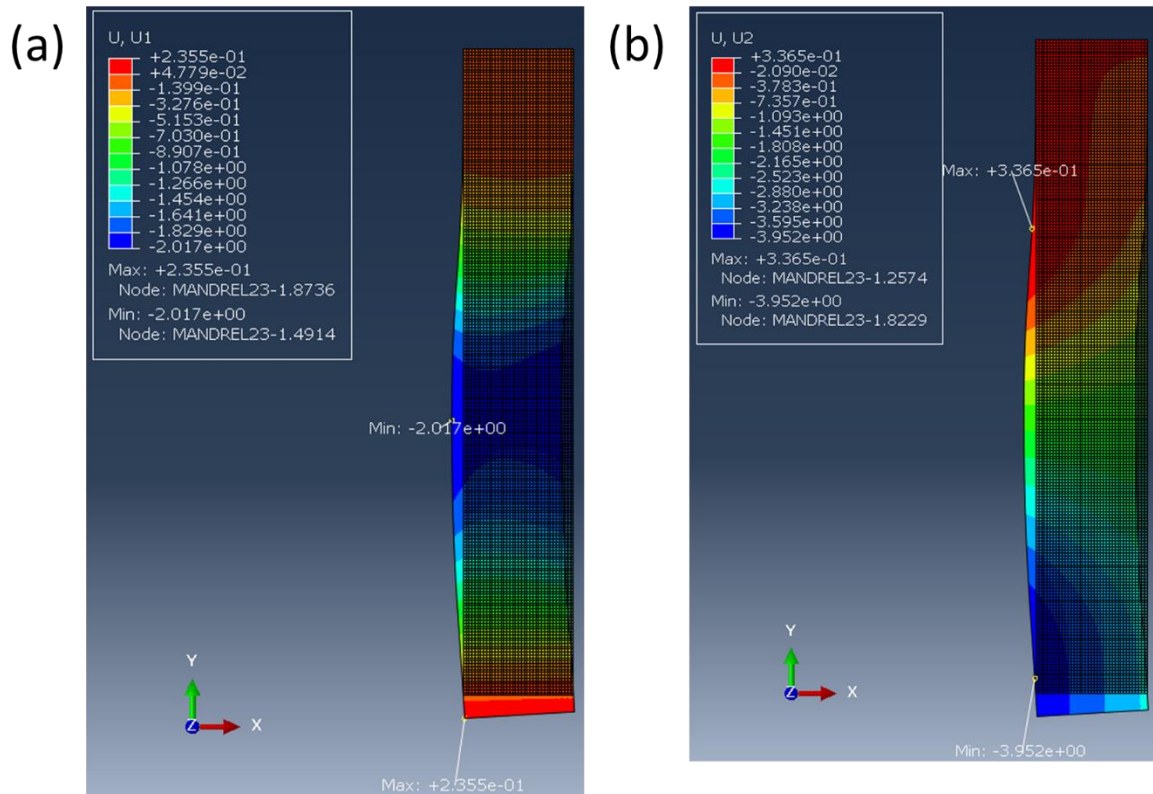 (a)
U, U1
+2.355e-01
+4.779e-02
-1.399e-01
-3.276e-01
-5.153e-01
-7.030e-01
-8.907e-01
-1.078e+00
-1.266e+00
-1.454e+00
-1.641e+00
-1.829e+00
-2.017e+00
Max: +2.355e-01
Node: MANDREL23-1.8736
Min: -2.017e+00
Node: MANDREL23-1.4914
Min: -2.017e+00
Y
Z
X
Max: +2.355e-01
(b)
U, U2
+3.365e-01
-2.090e-02
-3.783e-01
-7.357e-01
-1.093e+00
-1.451e+00
-1.808e+00
-2.165e+00
-2.523e+00
-2.880e+00
-3.238e+00
-3.595e+00
-3.952e+00
Max: +3.365e-01
Node: MANDREL23-1.2574
Min: -3.952e+00
Node: MANDREL23-1.8229
Max: +3.365e-01
Y
Z
X
Min: -3.952e+00